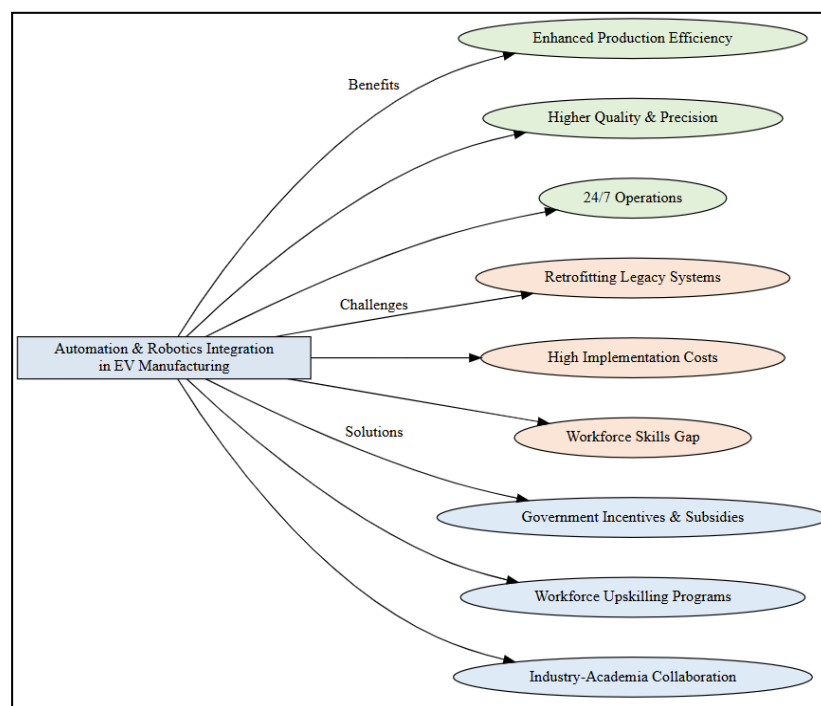 Enhanced Production Efficiency
Benefits
Higher Quality & Precision
24/7 Operations
Retrofitting Legacy Systems
Challenges
Automation & Robotics Integration
in EV Manufacturing
High Implementation Costs
Workforce Skills Gap
Solutions
Government Incentives & Subsidies
Workforce Upskilling Programs
Industry-Academia Collaboration